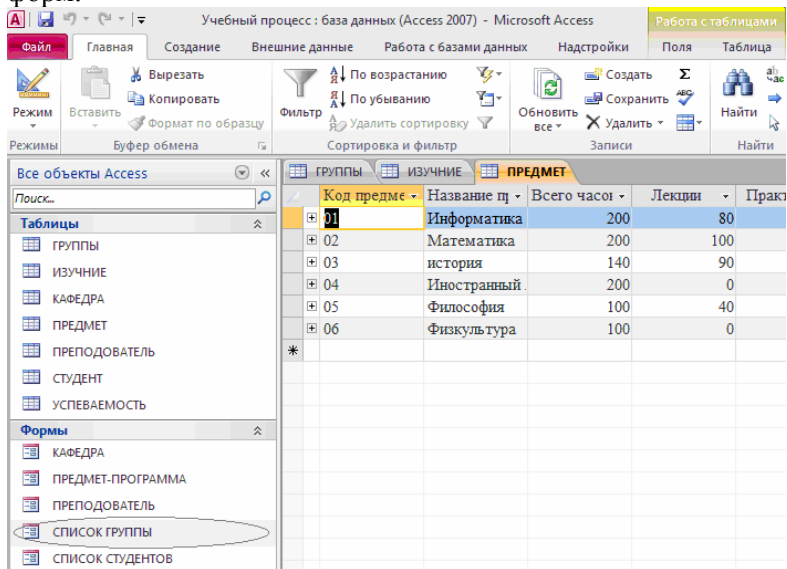 форм.
Учебный процесс : база данных (Access 2007) - Microsoft Access
Работа с таблицами
Файл Главная Создание Внешние данные Работа с базами данных Надстройки Поля Таблица
Режим
Вставить
Вырезать
Копировать
Формат по образцу
Фильтр
По возрастанию
По убыванию
Удалить сортировку
Обновить все
Создать
Сохранить
Удалить
Найти
Режимы Буфер обмена Сортировка и фильтр Записи Найти
Все объекты Access
ГРУППЫ ИЗУЧНИЕ ПРЕДМЕТ
Поиск...
Код предме Название пр Всего часов Лекции Практ
Таблицы
01 Информатика 200 80
02 Математика 200 100
03 история 140 90
04 Иностранный 200 0
05 Философия 100 40
06 Физкультура 100 0
ГРУППЫ
ИЗУЧНИЕ
КАФЕДРА
ПРЕДМЕТ
ПРЕПОДОВАТЕЛЬ
СТУДЕНТ
УСПЕВАЕМОСТЬ
Формы
КАФЕДРА
ПРЕДМЕТ-ПРОГРАММА
ПРЕПОДОВАТЕЛЬ
СПИСОК ГРУППЫ
СПИСОК СТУДЕНТОВ